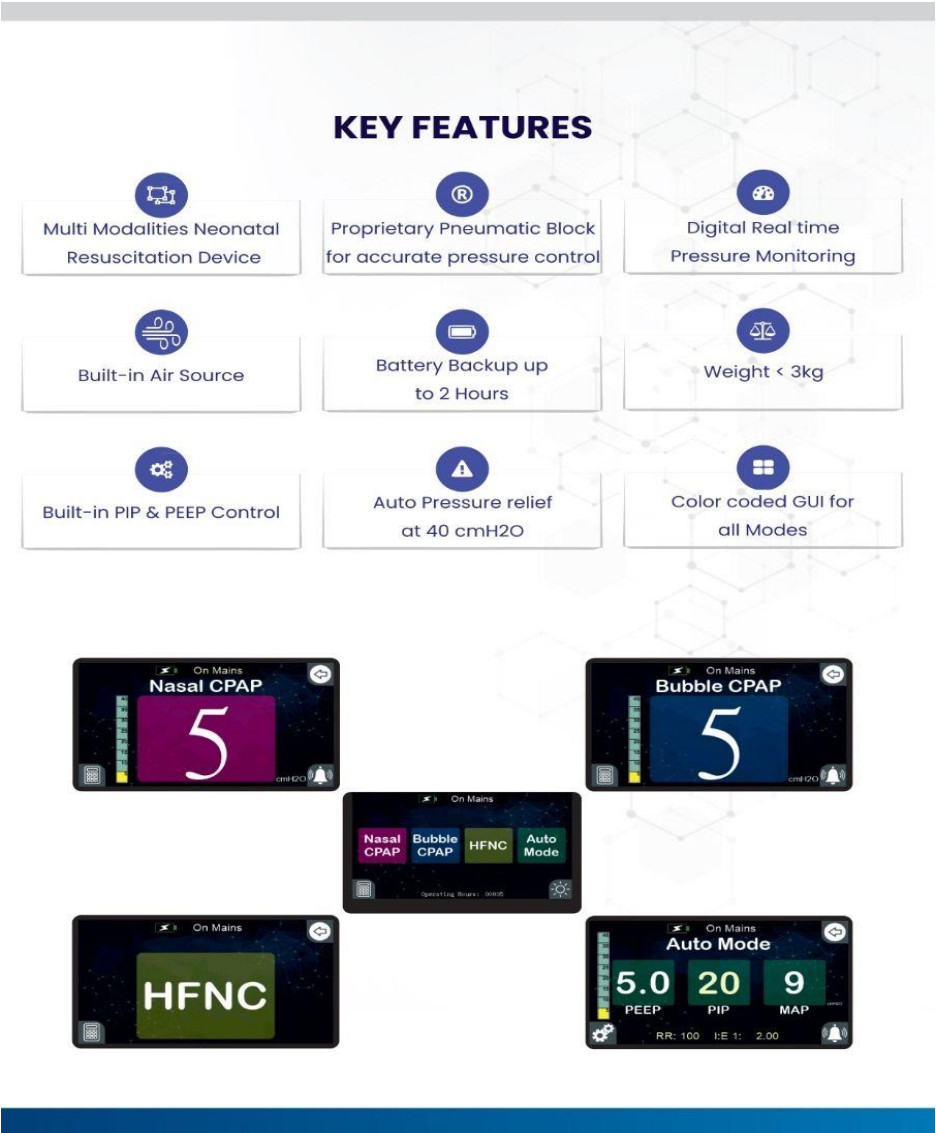 KEY FEATURES
®
Multi Modalities Neonatal
Resuscitation Device
Proprietary Pneumatic Block
for accurate pressure control
Digital Real time
Pressure Monitoring
Built-in Air Source
Battery Backup up
to 2 Hours
Weight < 3kg
Built-in PIP & PEEP Control
Auto Pressure relief
at 40 cmH2O
Color coded GUI for
all Modes
On Mains
Nasal CPAP
5
cmH2O
On Mains
Bubble CPAP
5
cmH2O
On Mains
Nasal
CPAP
Bubble
CPAP
HFNC
Auto
Mode
Operating Hours: 00035
On Mains
HFNC
On Mains
Auto Mode
5.0
PEEP
20
PIP
9
MAP
RR: 100 I:E 1: 2.00